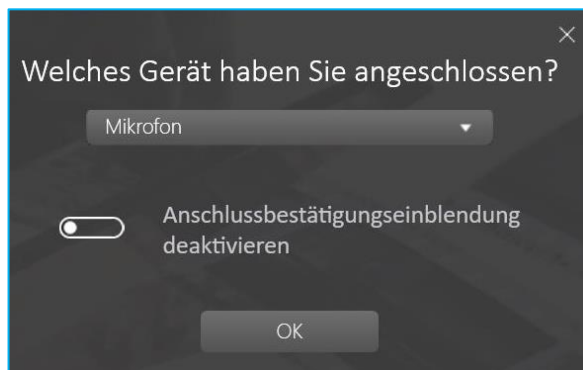 Welches Gerät haben Sie angeschlossen?
Mikrofon
Anschlussbestätigungseinblendung
deaktivieren
OK